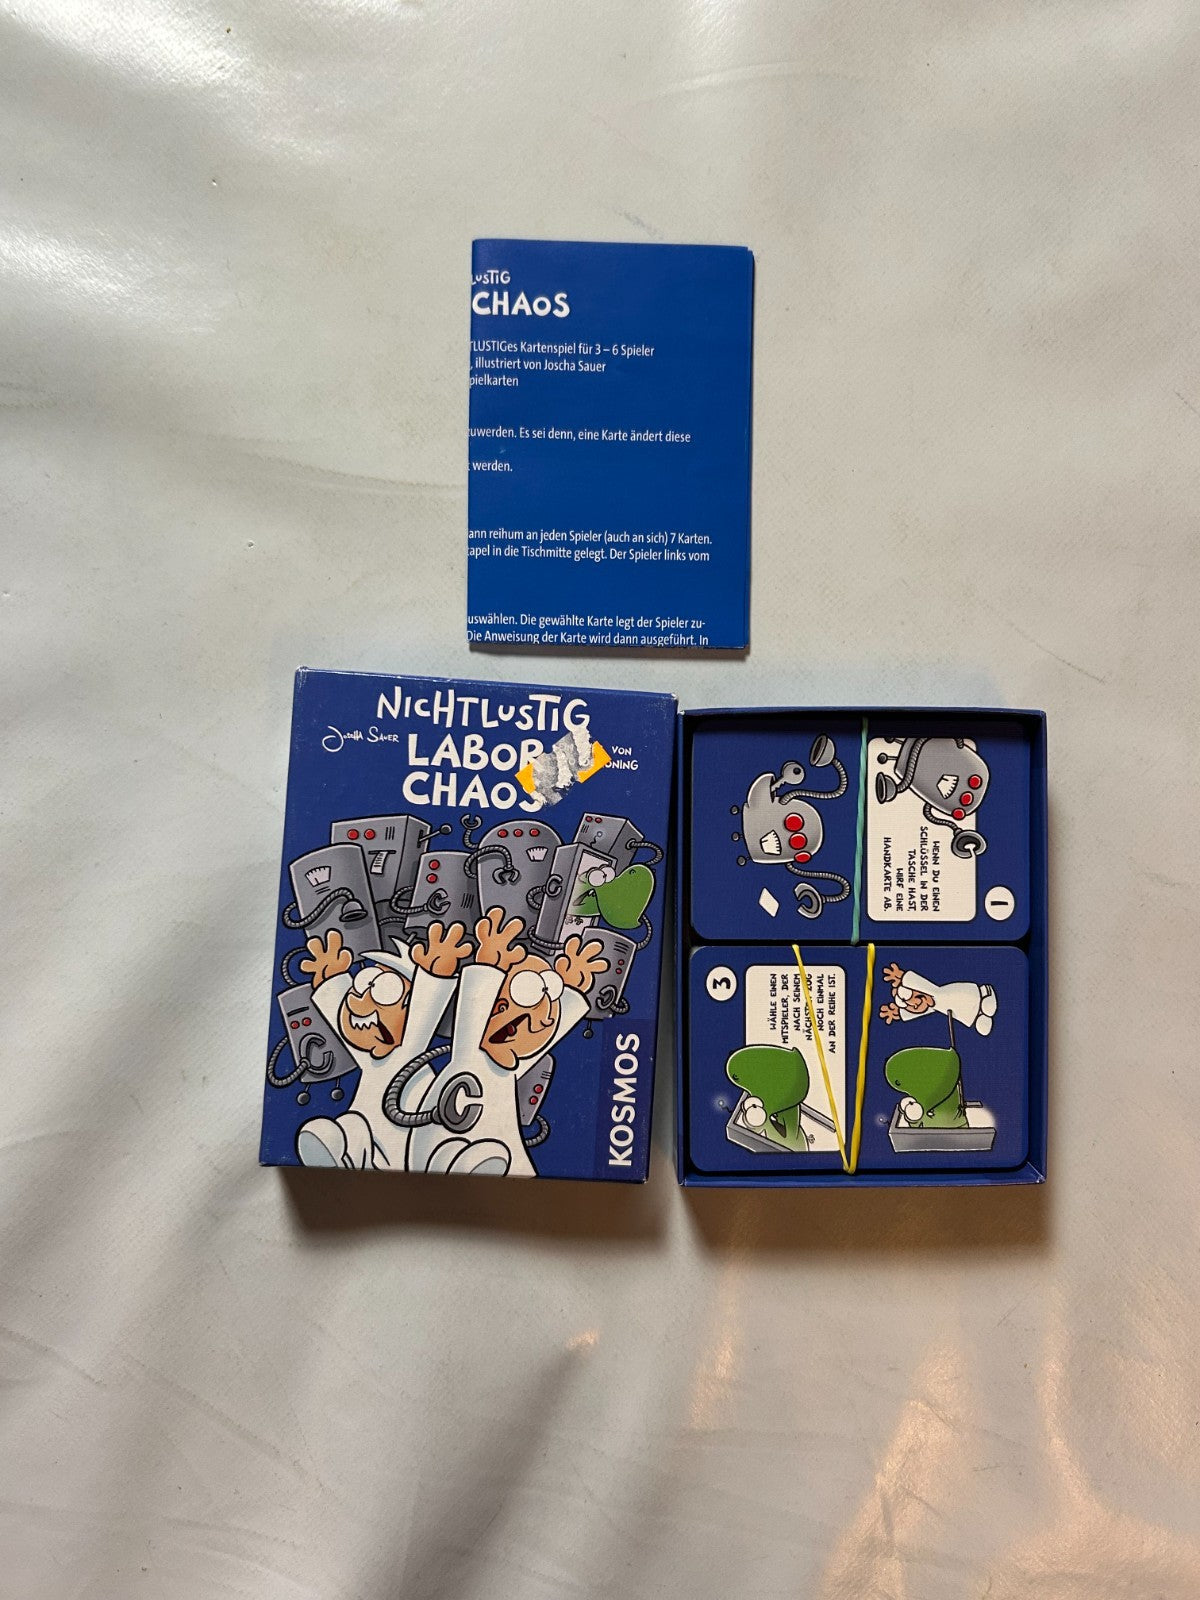 LUSTIG
CHAOS
TLUSTIGes Kartenspiel für 3 – 6 Spieler
, illustriert von Joscha Sauer
pielkarten
zuwerden. Es sei denn, eine Karte ändert diese
t werden.
ann reihum an jeden Spieler (auch an sich) 7 Karten.
tapel in die Tischmitte gelegt. Der Spieler links vom
uswählen. Die gewählte Karte legt der Spieler zu-
Die Anweisung der Karte wird dann ausgeführt. In
NICHTLUSTIG
JOSCHA SAUER
LABOR
CHAOS
VON
ONING
KOSMOS
1
WENN DU EINEN
SCHLÜSSEL IN DER
TASCHE HAST,
WIRF EINE
HANDKARTE AB.
3
WÄHLE EINEN
MITSPIELER, DER
NACH SEINEM
NÄCHSTEN ZUG
NOCH EINMAL
AN DER REIHE IST.